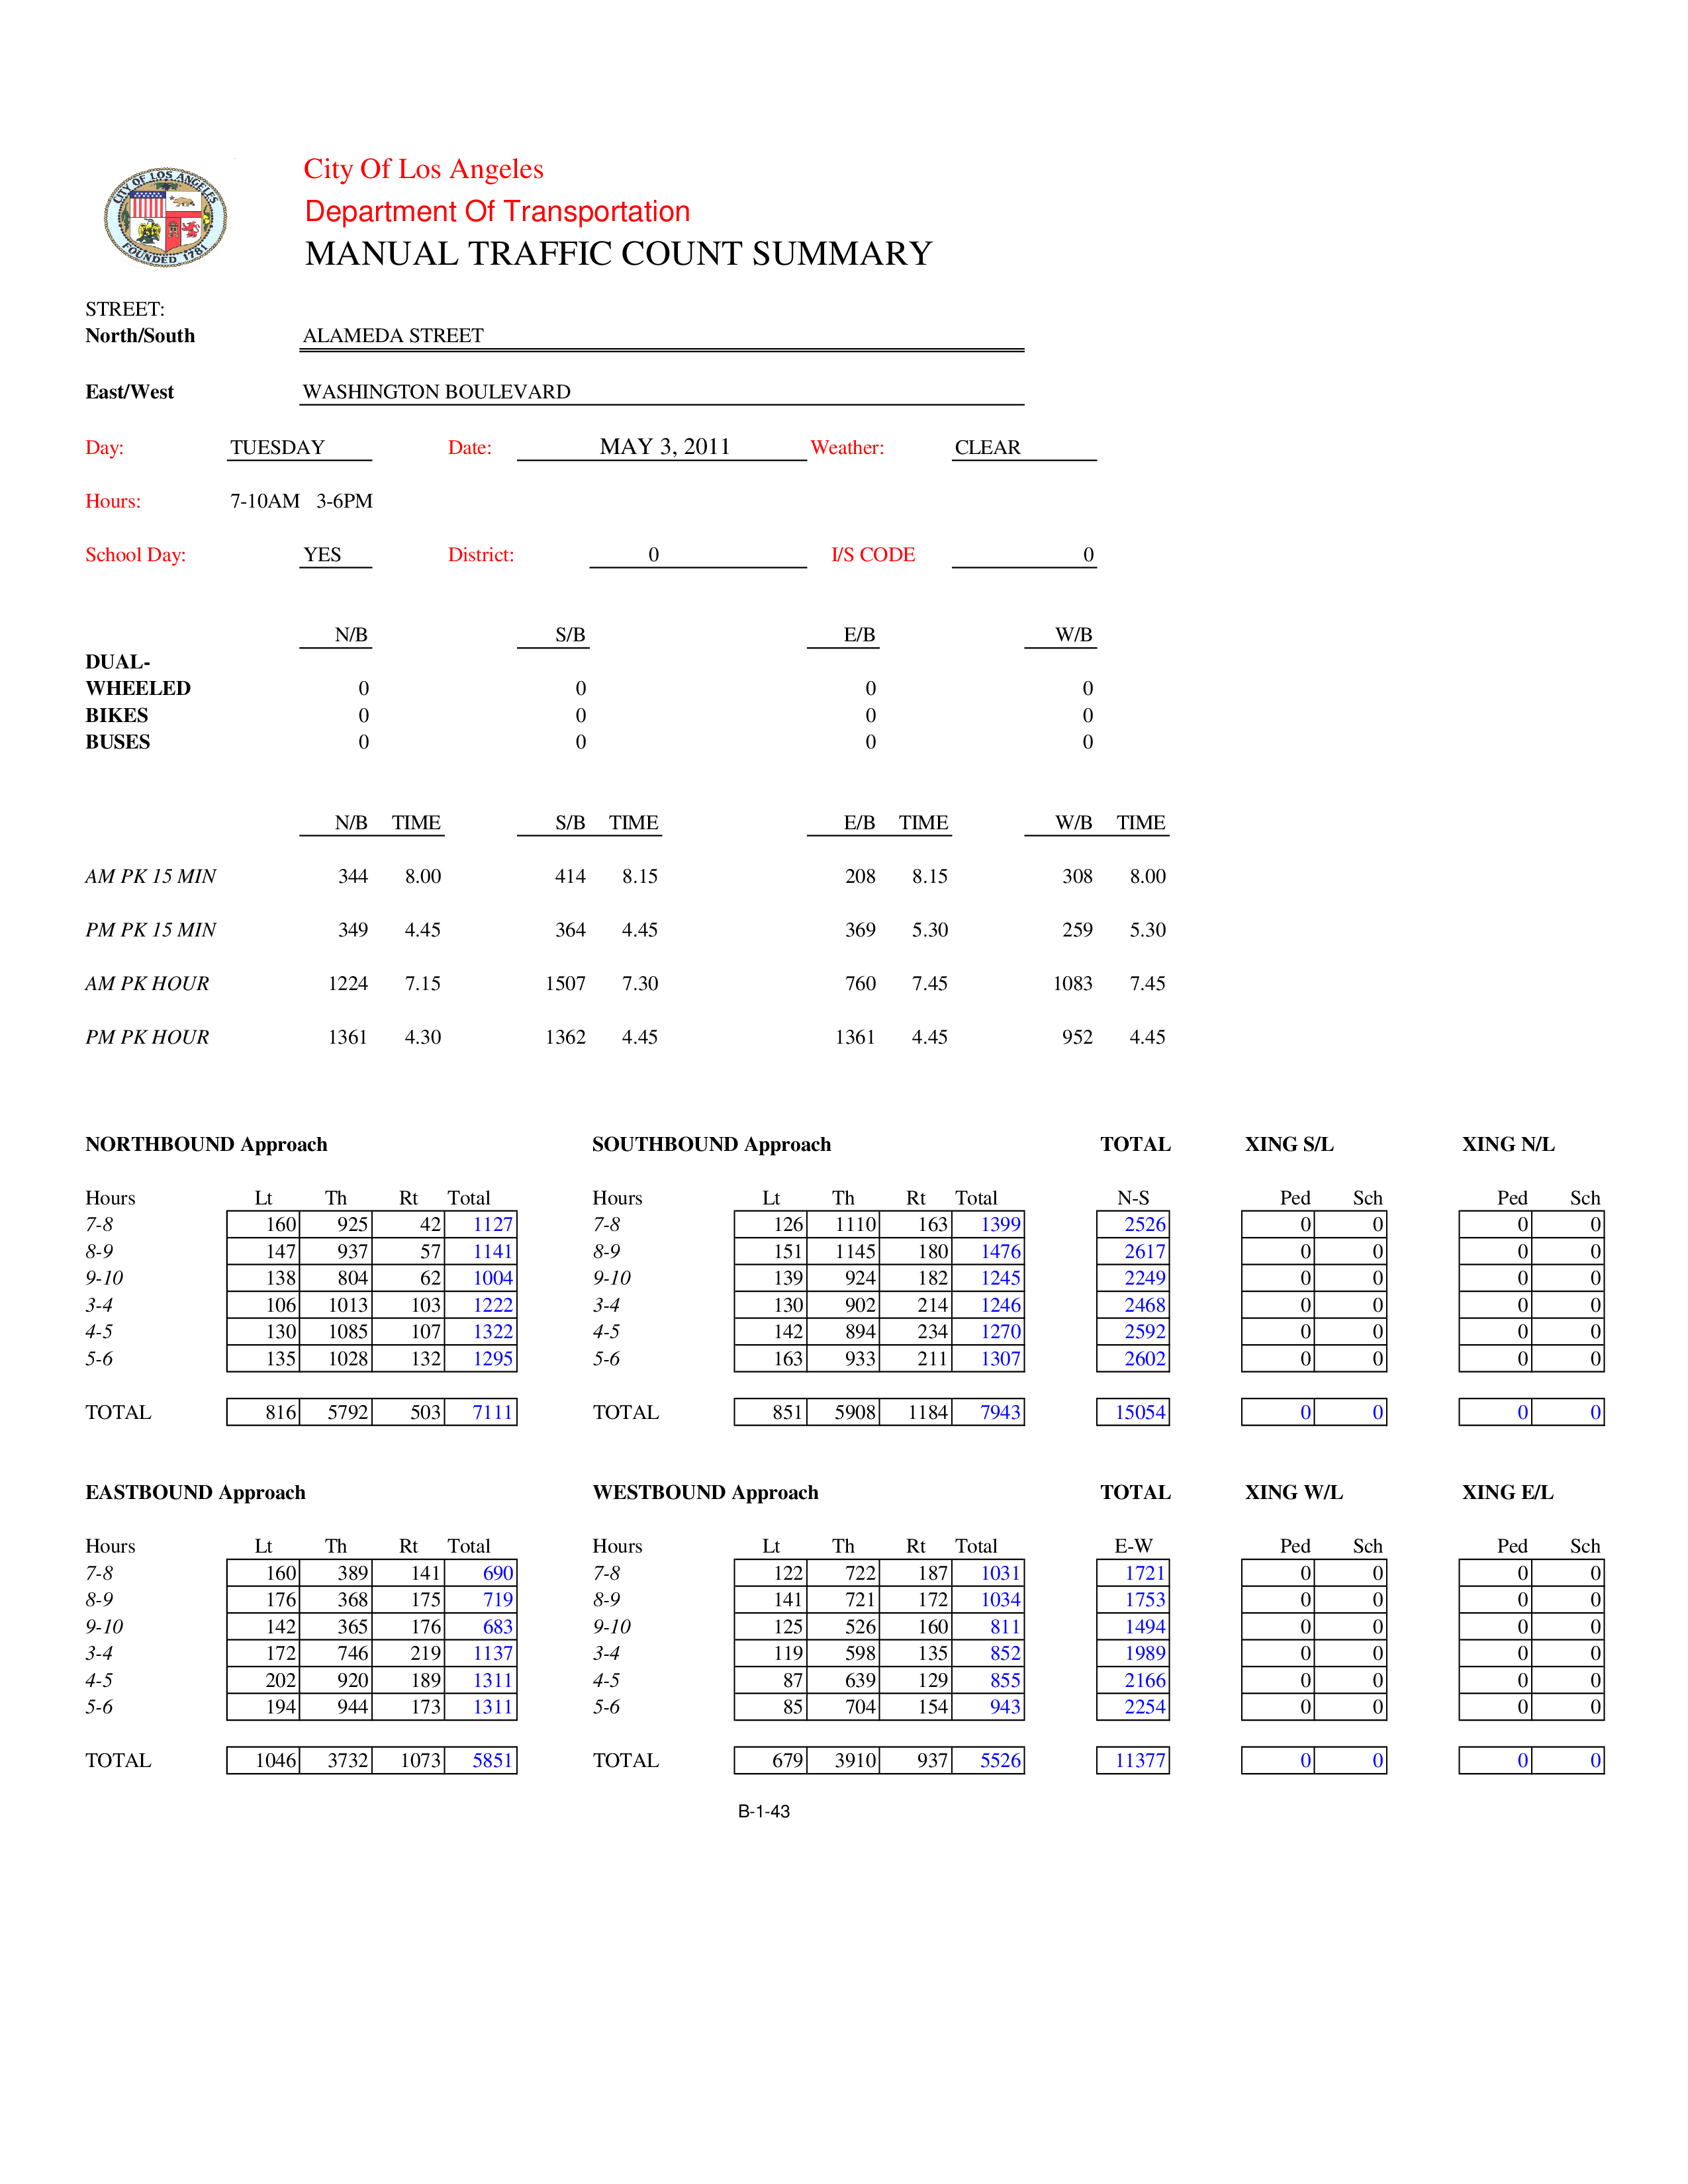 CITY OF LOS ANGELES
FOUNDED 1781
City Of Los Angeles
Department Of Transportation
MANUAL TRAFFIC COUNT SUMMARY
STREET:
North/South ALAMEDA STREET
East/West WASHINGTON BOULEVARD
Day: TUESDAY Date: MAY 3, 2011 Weather: CLEAR
Hours: 7-10AM 3-6PM
School Day: YES District: 0 I/S CODE 0
N/B S/B E/B W/B
DUAL-
WHEELED 0 0 0 0
BIKES 0 0 0 0
BUSES 0 0 0 0
N/B TIME S/B TIME E/B TIME W/B TIME
AM PK 15 MIN 344 8.00 414 8.15 208 8.15 308 8.00
PM PK 15 MIN 349 4.45 364 4.45 369 5.30 259 5.30
AM PK HOUR 1224 7.15 1507 7.30 760 7.45 1083 7.45
PM PK HOUR 1361 4.30 1362 4.45 1361 4.45 952 4.45
NORTHBOUND Approach SOUTHBOUND Approach TOTAL XING S/L XING N/L
Hours Lt Th Rt Total Hours Lt Th Rt Total N-S Ped Sch Ped Sch
7-8 160 925 42 1127 7-8 126 1110 163 1399 2526 0 0 0 0
8-9 147 937 57 1141 8-9 151 1145 180 1476 2617 0 0 0 0
9-10 138 804 62 1004 9-10 139 924 182 1245 2249 0 0 0 0
3-4 106 1013 103 1222 3-4 130 902 214 1246 2468 0 0 0 0
4-5 130 1085 107 1322 4-5 142 894 234 1270 2592 0 0 0 0
5-6 135 1028 132 1295 5-6 163 933 211 1307 2602 0 0 0 0
TOTAL 816 5792 503 7111 TOTAL 851 5908 1184 7943 15054 0 0 0 0
EASTBOUND Approach WESTBOUND Approach TOTAL XING W/L XING E/L
Hours Lt Th Rt Total Hours Lt Th Rt Total E-W Ped Sch Ped Sch
7-8 160 389 141 690 7-8 122 722 187 1031 1721 0 0 0 0
8-9 176 368 175 719 8-9 141 721 172 1034 1753 0 0 0 0
9-10 142 365 176 683 9-10 125 526 160 811 1494 0 0 0 0
3-4 172 746 219 1137 3-4 119 598 135 852 1989 0 0 0 0
4-5 202 920 189 1311 4-5 87 639 129 855 2166 0 0 0 0
5-6 194 944 173 1311 5-6 85 704 154 943 2254 0 0 0 0
TOTAL 1046 3732 1073 5851 TOTAL 679 3910 937 5526 11377 0 0 0 0
B-1-43